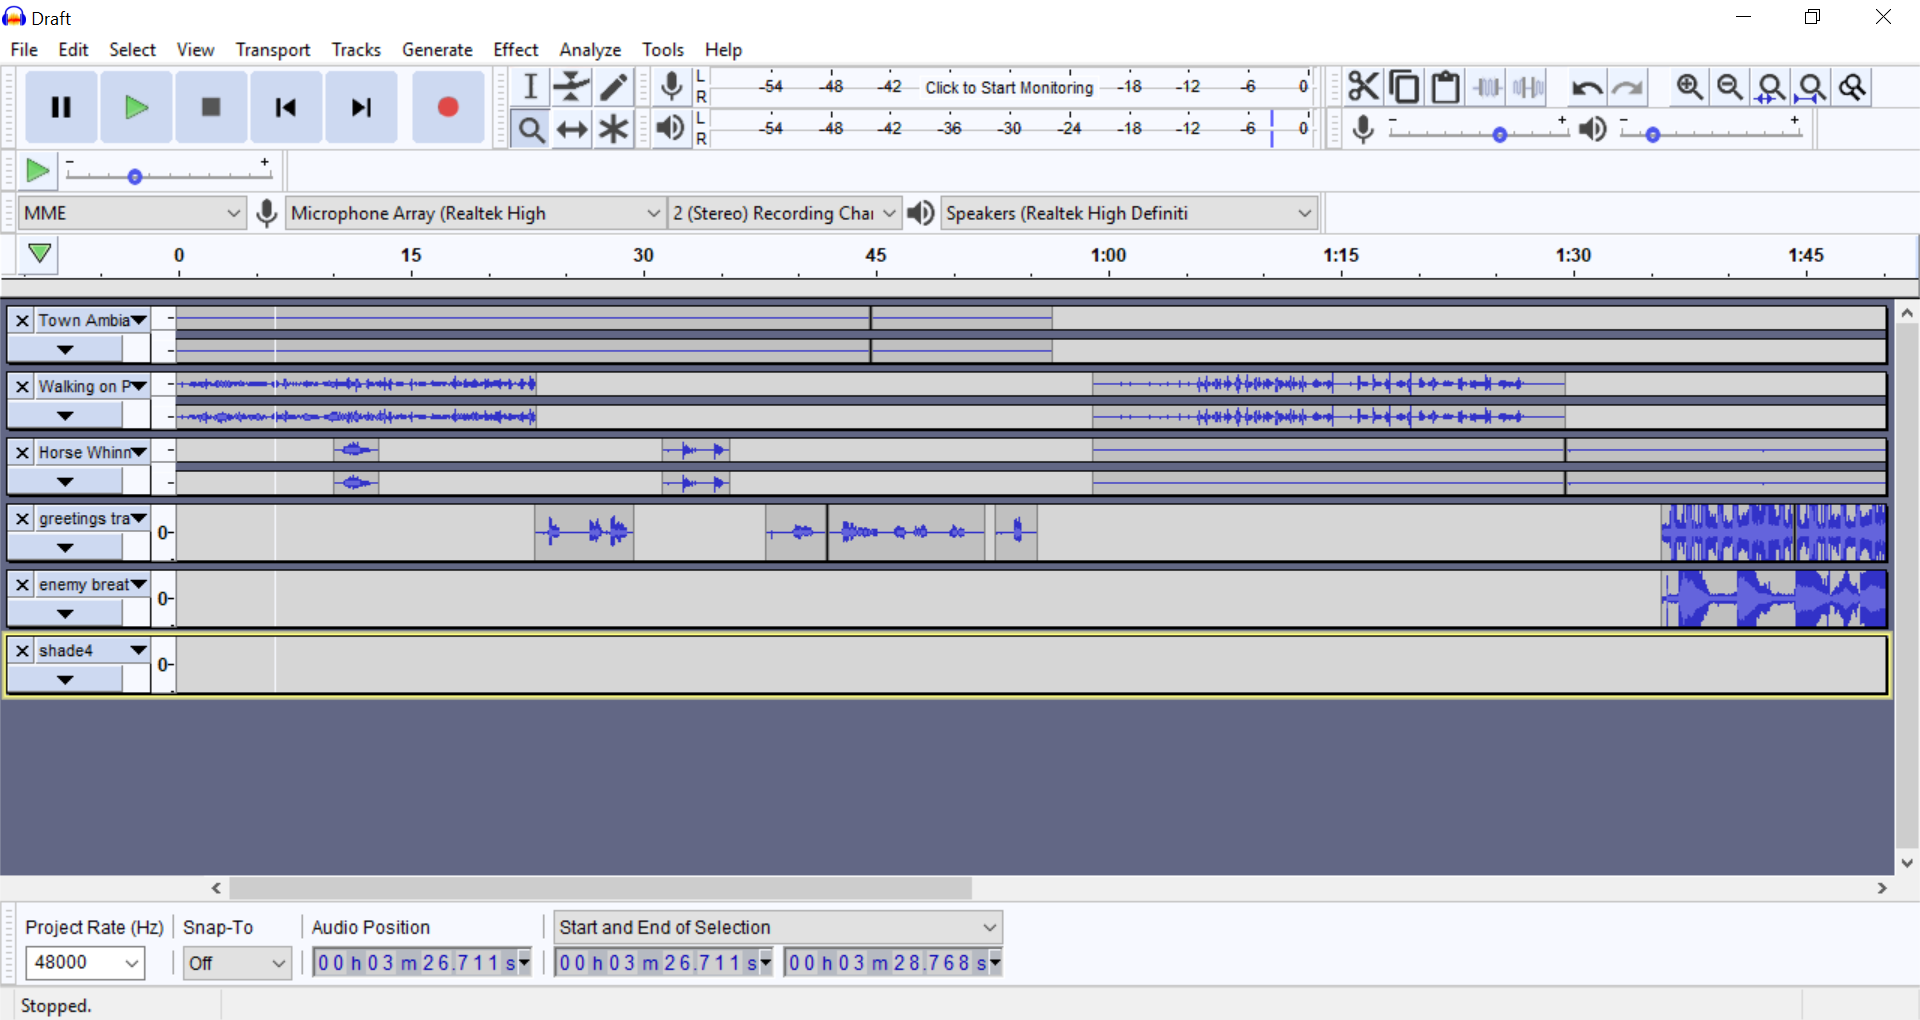 Draft
File Edit Select View Transport Tracks Generate Effect Analyze Tools Help
L R -54 -48 -42 Click to Start Monitoring -18 -12 -6 0
L R -54 -48 -42 -36 -30 -24 -18 -12 -6 0
- + - +
- +
MME Microphone Array (Realtek High 2 (Stereo) Recording Chai Speakers (Realtek High Definiti
0 15 30 45 1:00 1:15 1:30 1:45
Town Ambia
Walking on P
Horse Whinn
greetings tra 0-
enemy breat 0-
shade4 0-
Project Rate (Hz) Snap-To Audio Position Start and End of Selection
48000 Off 00 h 03 m 26.711 s 00 h 03 m 26.711 s 00 h 03 m 28.768 s
Stopped.